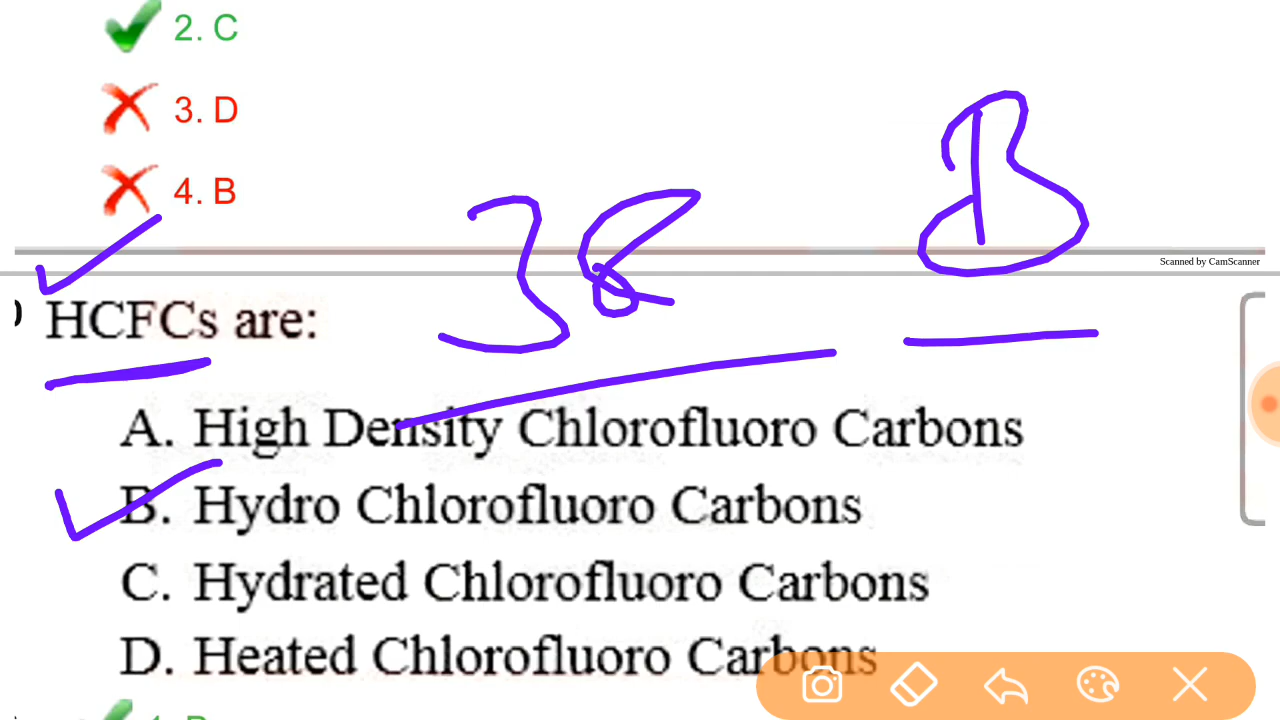 2. C
3. D
4. B
38
B
Scanned by CamScanner
) HCFCs are:
A. High Density Chlorofluoro Carbons
B. Hydro Chlorofluoro Carbons
C. Hydrated Chlorofluoro Carbons
D. Heated Chlorofluoro Carbons